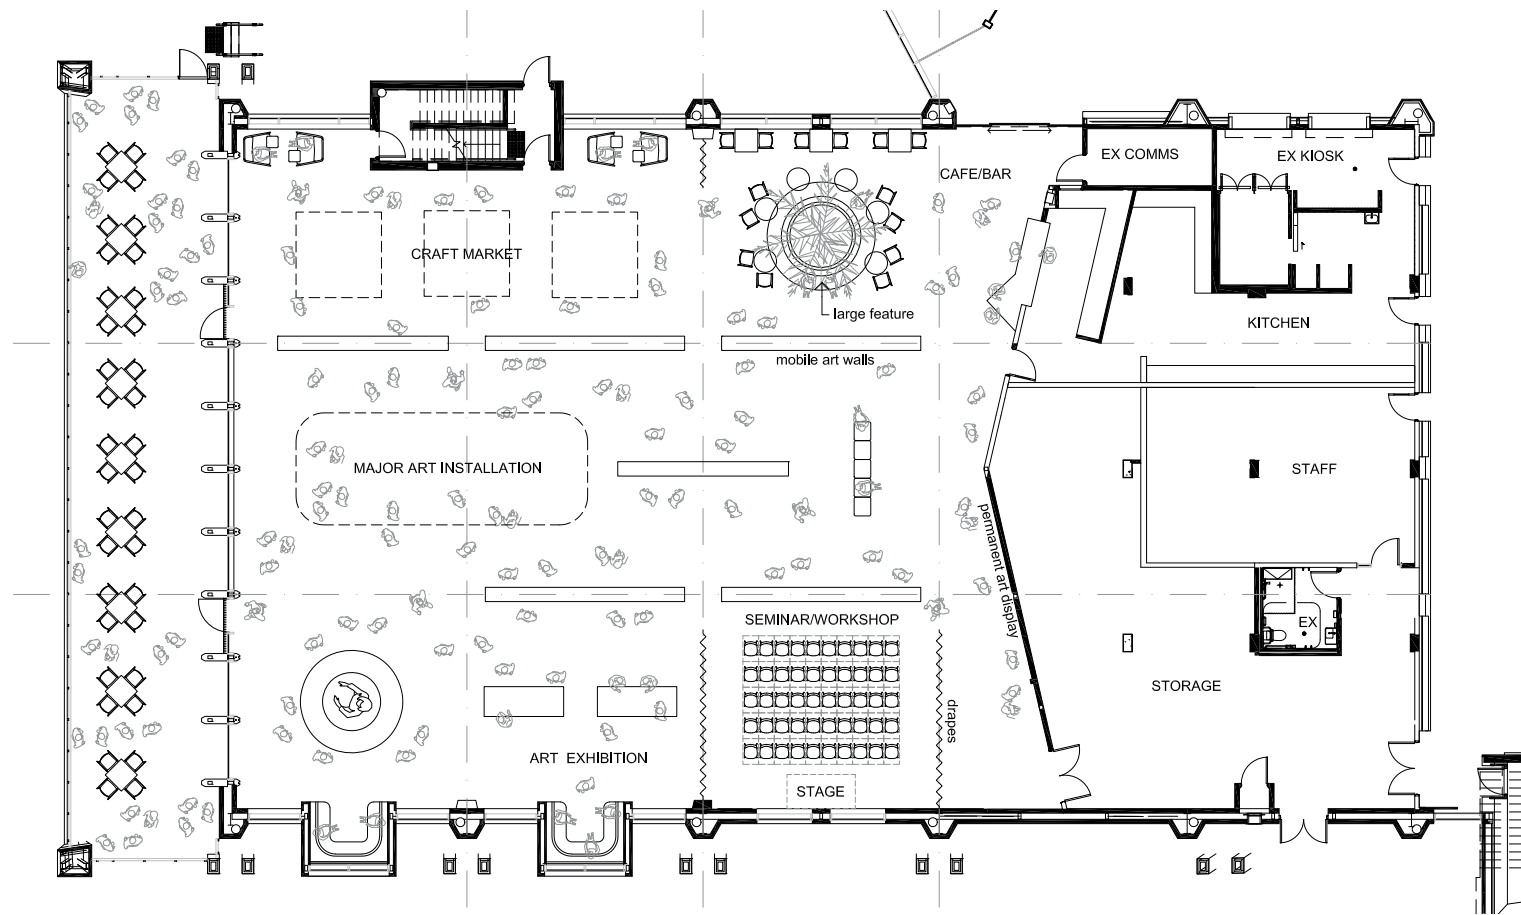 EX COMMS
EX KIOSK
CAFE/BAR
CRAFT MARKET
large feature
KITCHEN
mobile art walls
MAJOR ART INSTALLATION
STAFF
permanent art display
SEMINAR/WORKSHOP
EX
STORAGE
drapes
ART EXHIBITION
STAGE